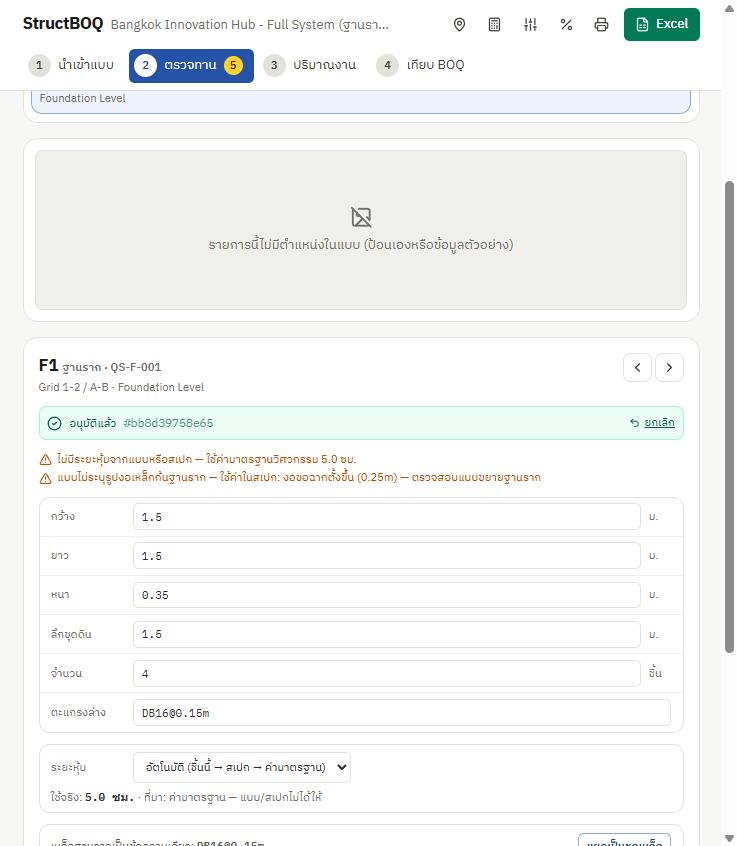 StructBOQ Bangkok Innovation Hub - Full System (ฐานรา... Excel
1 นำเข้าแบบ 2 ตรวจทาน 5 3 ปริมาณงาน 4 เทียบ BOQ
Foundation Level
รายการนี้ไม่มีตำแหน่งในแบบ (ป้อนเองหรือข้อมูลตัวอย่าง)
F1 ฐานราก · QS-F-001
Grid 1-2 / A-B · Foundation Level
อนุมัติแล้ว #bb8d39758e65 ยกเลิก
ไม่มีระยะหุ้มจากแบบหรือสเปก — ใช้ค่ามาตรฐานวิศวกรรม 5.0 ซม.
แบบไม่ระบุรูปงอเหล็กก้นฐานราก — ใช้ค่าในสเปก: งอขอฉากตั้งขึ้น (0.25m) — ตรวจสอบแบบขยายฐานราก
กว้าง 1.5 ม.
ยาว 1.5 ม.
หนา 0.35 ม.
ลึกขุดดิน 1.5 ม.
จำนวน 4 ชิ้น
ตะแกรงล่าง DB16@0.15m
ระยะหุ้ม อัตโนมัติ (ชิ้นนี้ → สเปก → ค่ามาตรฐาน)
ใช้จริง: 5.0 ซม. · ที่มา: ค่ามาตรฐาน — แบบ/สเปกไม่ได้ให้